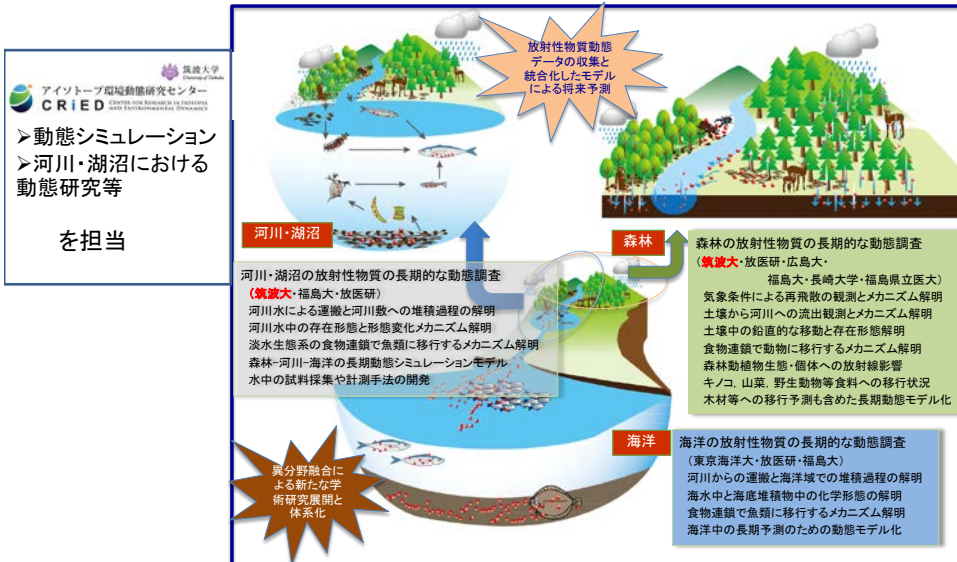 筑波大学
University of Tsukuba
アイソトープ環境動態研究センター
CRiED CENTER FOR RESEARCH IN ISOTOPES
AND ENVIRONMENTAL DYNAMICS
➢動態シミュレーション
➢河川・湖沼における
動態研究等
を担当
放射性物質動態
データの収集と
統合化したモデル
による将来予測
河川・湖沼
河川・湖沼の放射性物質の長期的な動態調査
(筑波大・福島大・放医研)
河川水による運搬と河川敷への堆積過程の解明
河川水中の存在形態と形態変化メカニズム解明
淡水生態系の食物連鎖で魚類に移行するメカニズム解明
森林−河川−海洋の長期動態シミュレーションモデル
水中の試料採集や計測手法の開発
森林
森林の放射性物質の長期的な動態調査
(筑波大・放医研・広島大・
福島大・長崎大学・福島県立医大)
気象条件による再飛散の観測とメカニズム解明
土壌から河川への流出観測とメカニズム解明
土壌中の鉛直的な移動と存在形態解明
食物連鎖で動物に移行するメカニズム解明
森林動植物生態・個体への放射線影響
キノコ, 山菜, 野生動物等食料への移行状況
木材等への移行予測も含めた長期動態モデル化
海洋
海洋の放射性物質の長期的な動態調査
(東京海洋大・放医研・福島大)
河川からの運搬と海洋域での堆積過程の解明
海水中と海底堆積物中の化学形態の解明
食物連鎖で魚類に移行するメカニズム解明
海洋中の長期予測のための動態モデル化
異分野融合に
よる新たな学
術研究展開と
体系化